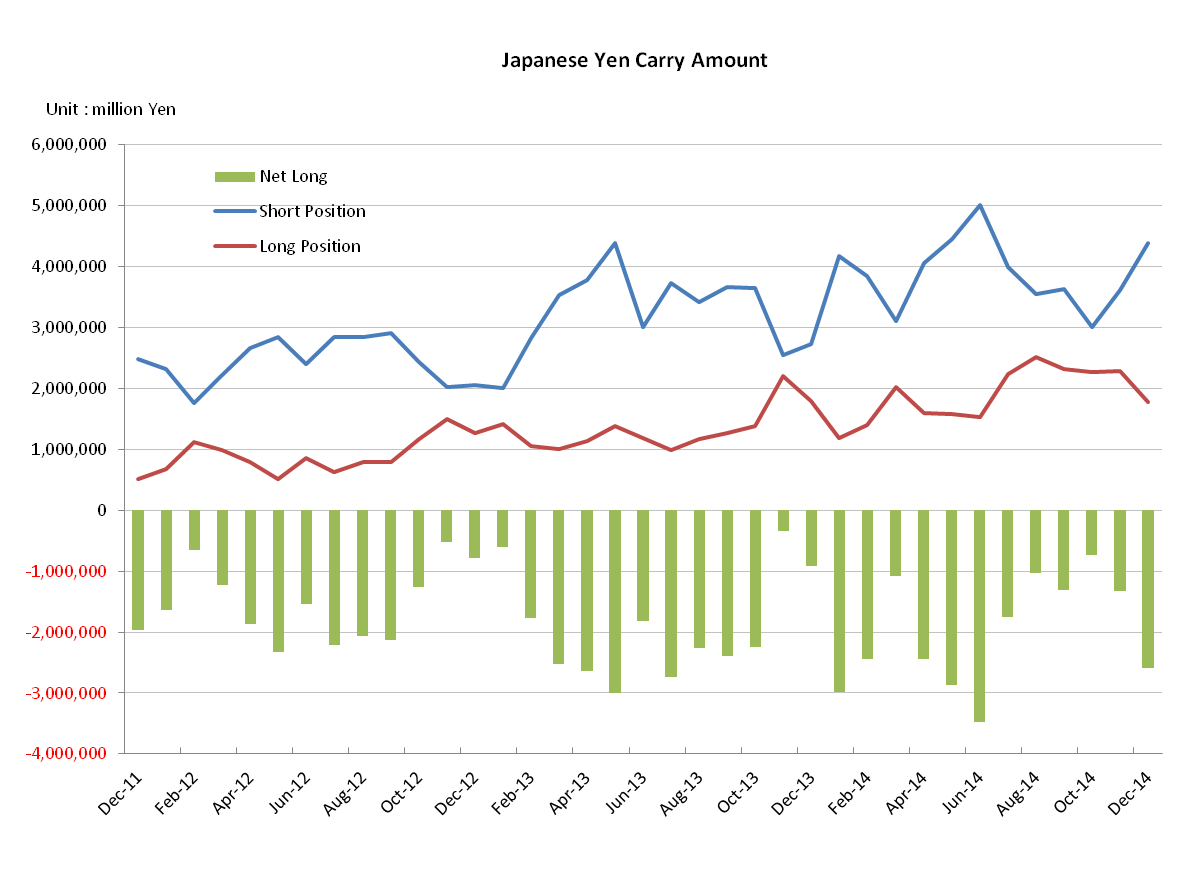 Japanese Yen Carry Amount
Unit : million Yen
6,000,000
5,000,000
4,000,000
3,000,000
2,000,000
1,000,000
0
-1,000,000
-2,000,000
-3,000,000
-4,000,000
Net Long
Short Position
Long Position
Dec-11
Feb-12
Apr-12
Jun-12
Aug-12
Oct-12
Dec-12
Feb-13
Apr-13
Jun-13
Aug-13
Oct-13
Dec-13
Feb-14
Apr-14
Jun-14
Aug-14
Oct-14
Dec-14